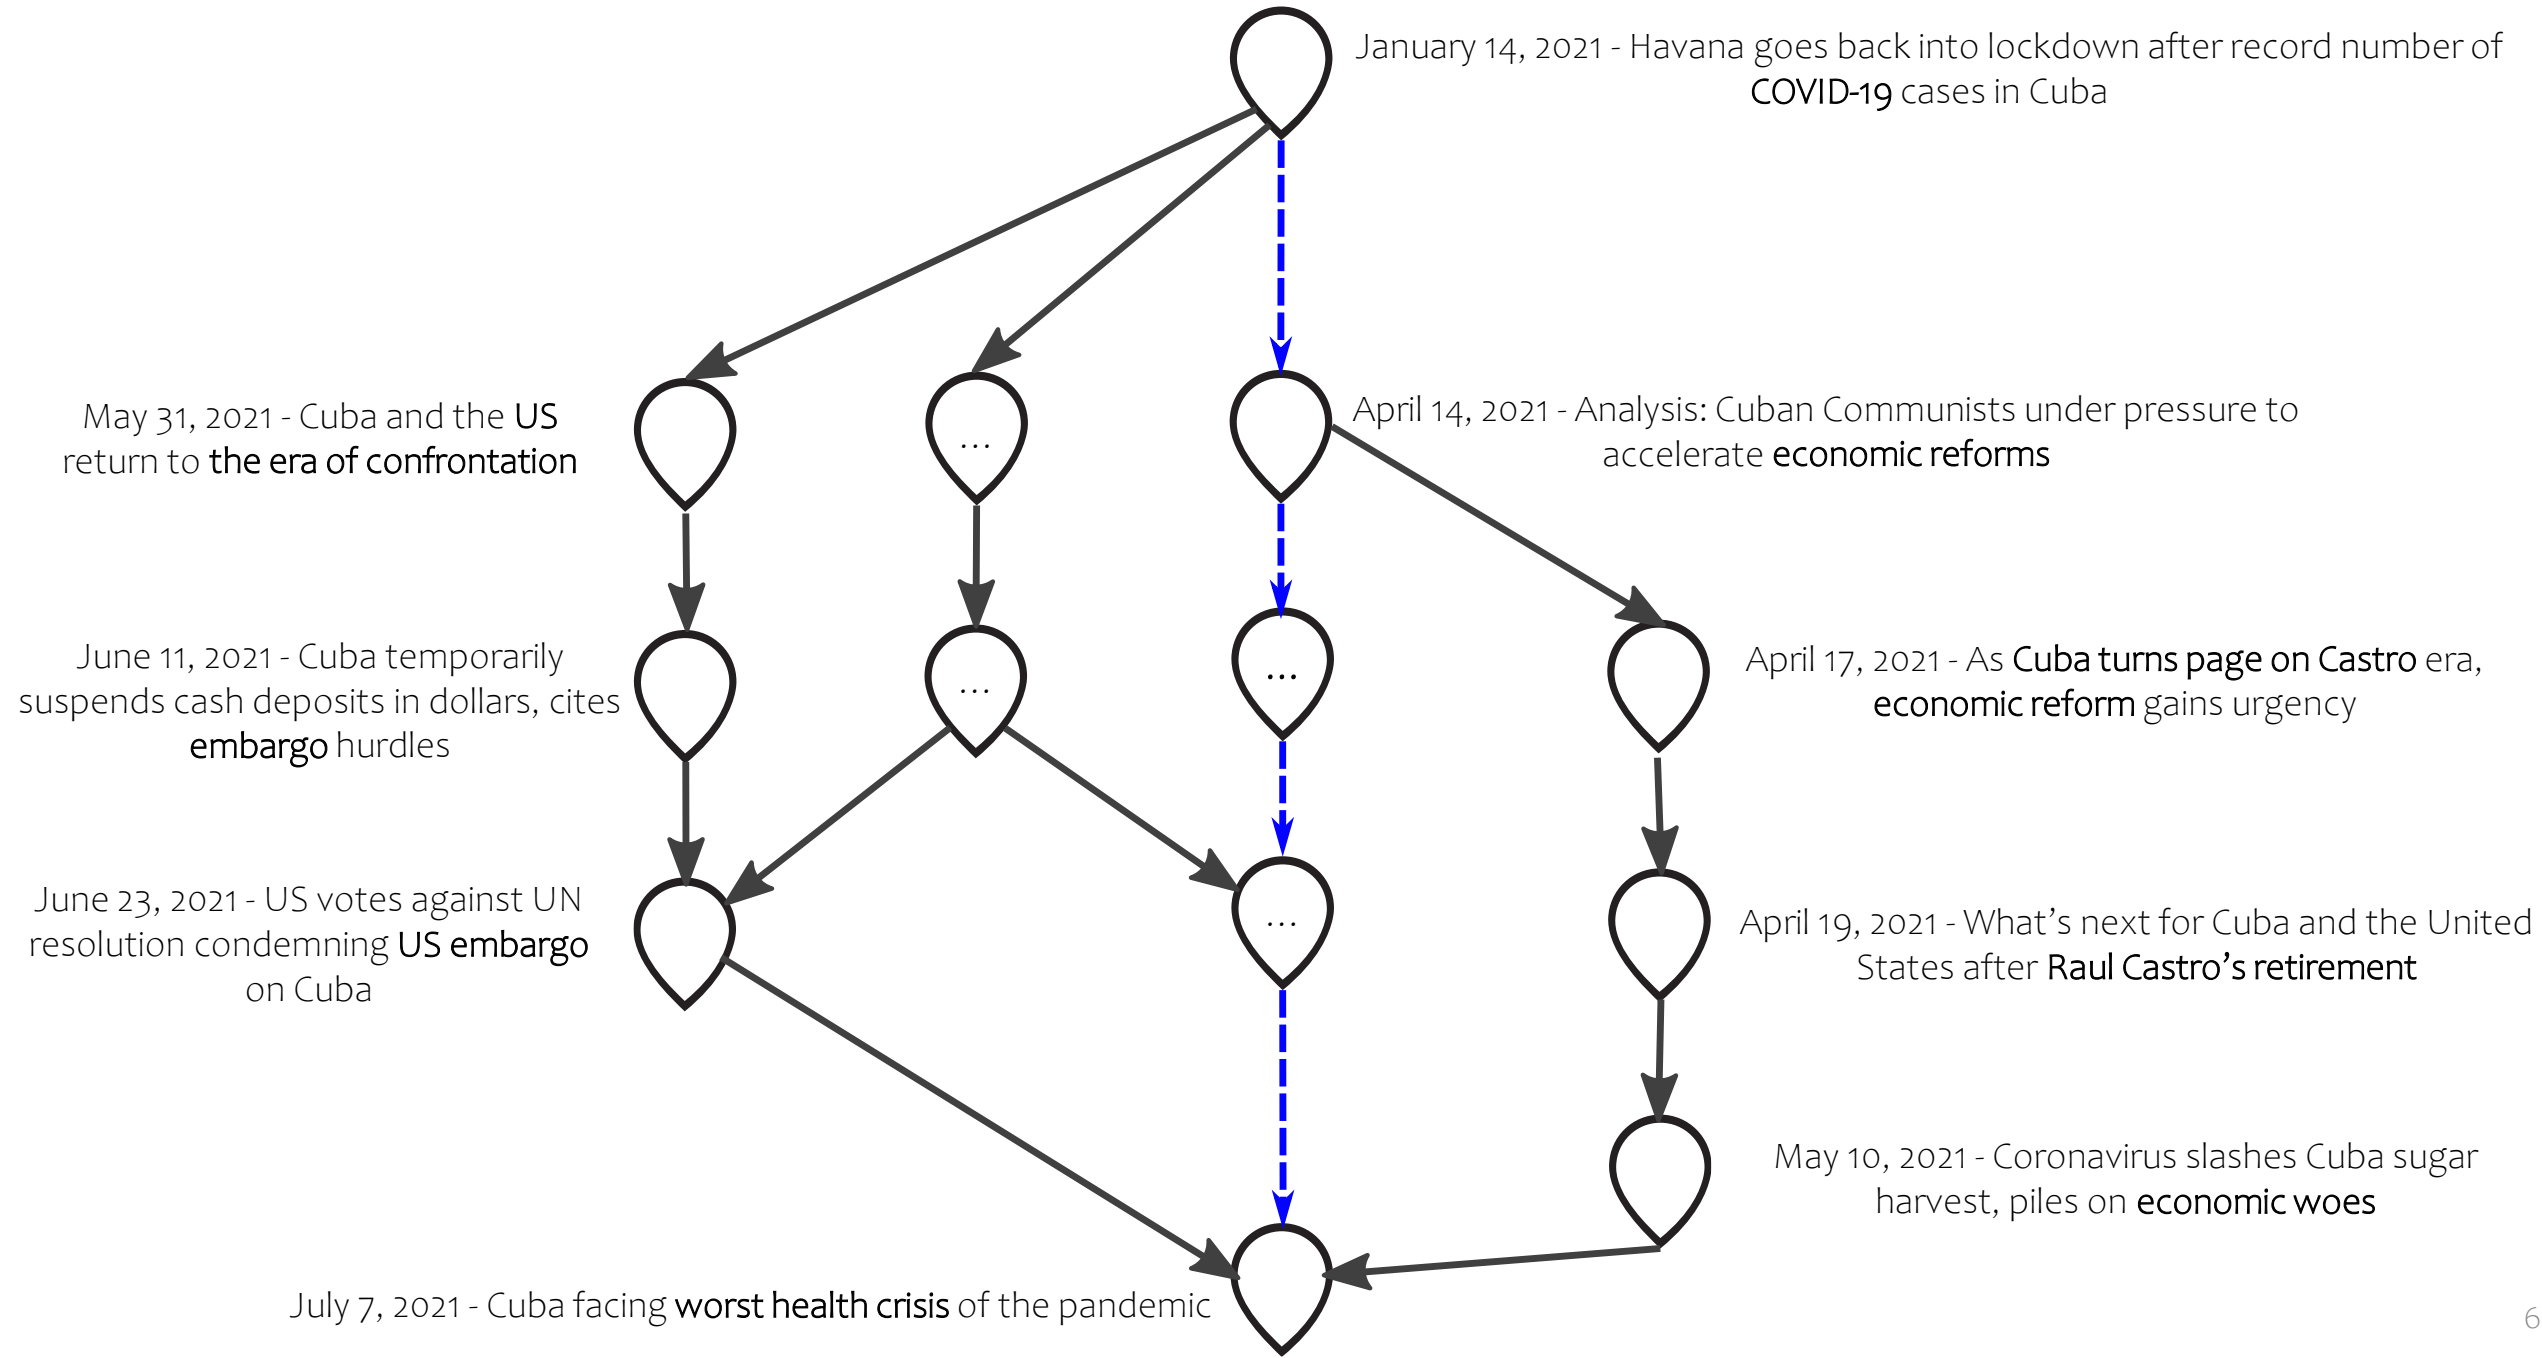 January 14, 2021 - Havana goes back into lockdown after record number of
COVID-19 cases in Cuba
May 31, 2021 - Cuba and the US
return to the era of confrontation
...
April 14, 2021 - Analysis: Cuban Communists under pressure to
accelerate economic reforms
June 11, 2021 - Cuba temporarily
suspends cash deposits in dollars, cites
embargo hurdles
...
...
April 17, 2021 - As Cuba turns page on Castro era,
economic reform gains urgency
June 23, 2021 - US votes against UN
resolution condemning US embargo
on Cuba
...
April 19, 2021 - What’s next for Cuba and the United
States after Raul Castro’s retirement
May 10, 2021 - Coronavirus slashes Cuba sugar
harvest, piles on economic woes
July 7, 2021 - Cuba facing worst health crisis of the pandemic
6